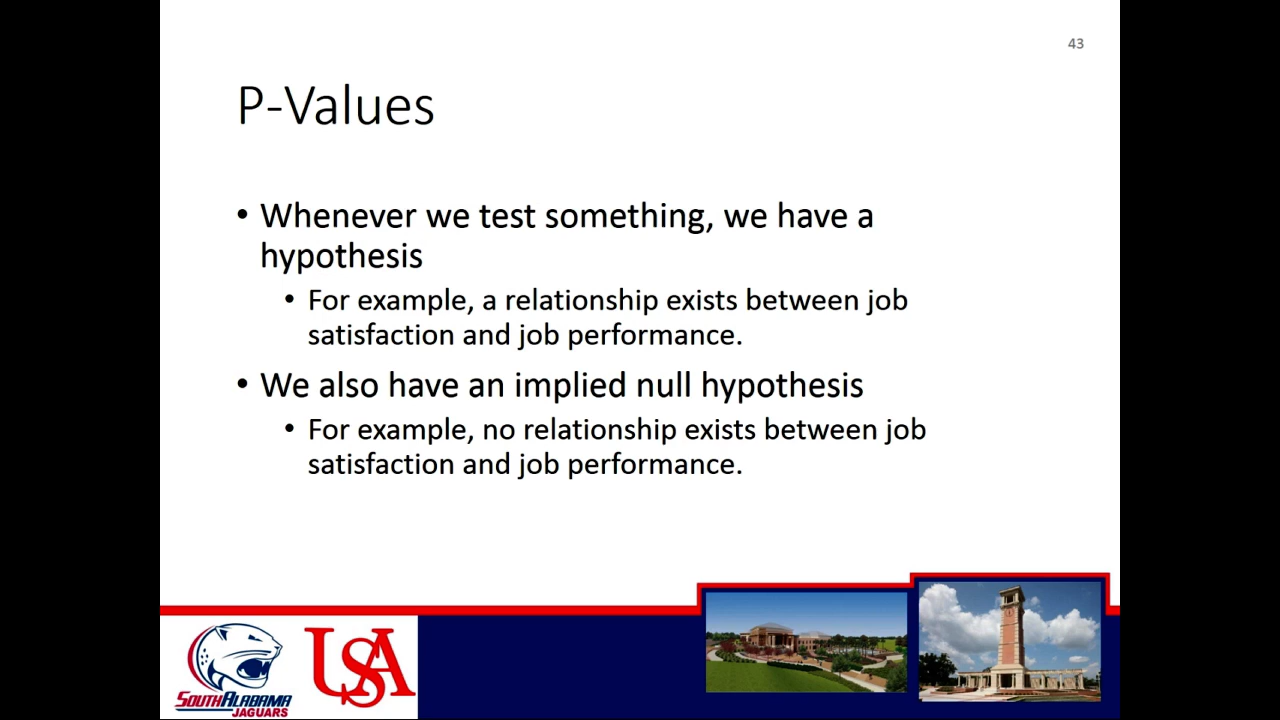 43
P-Values
• Whenever we test something, we have a
hypothesis
• For example, a relationship exists between job
satisfaction and job performance.
• We also have an implied null hypothesis
• For example, no relationship exists between job
satisfaction and job performance.
SOUTHALABAMA
JAGUARS
USA